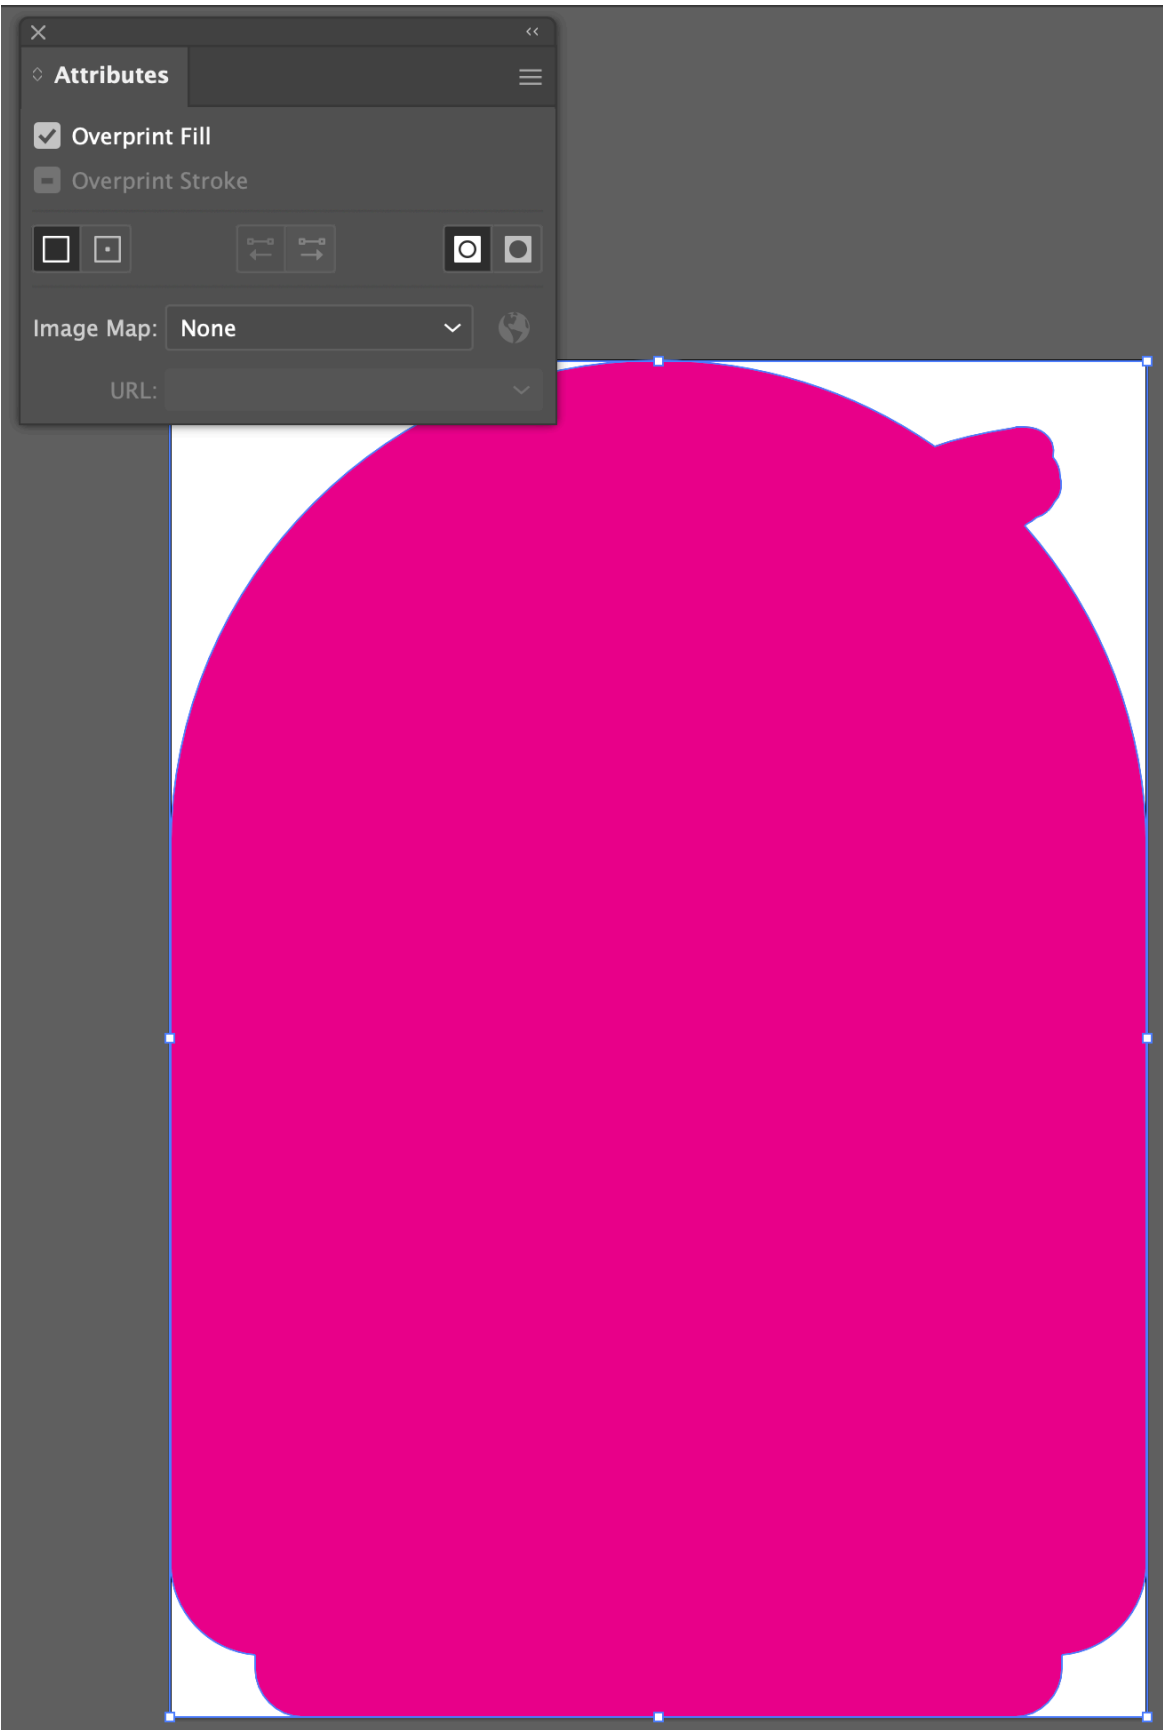 Attributes
Overprint Fill
Overprint Stroke
Image Map: None
URL: